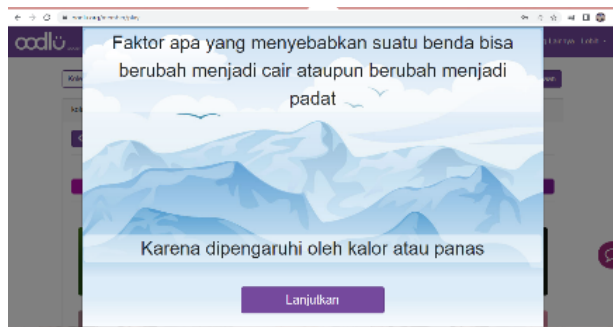 oodlü
Faktor apa yang menyebabkan suatu benda bisa
berubah menjadi cair ataupun berubah menjadi
padat
Karena dipengaruhi oleh kalor atau panas
Lanjutkan